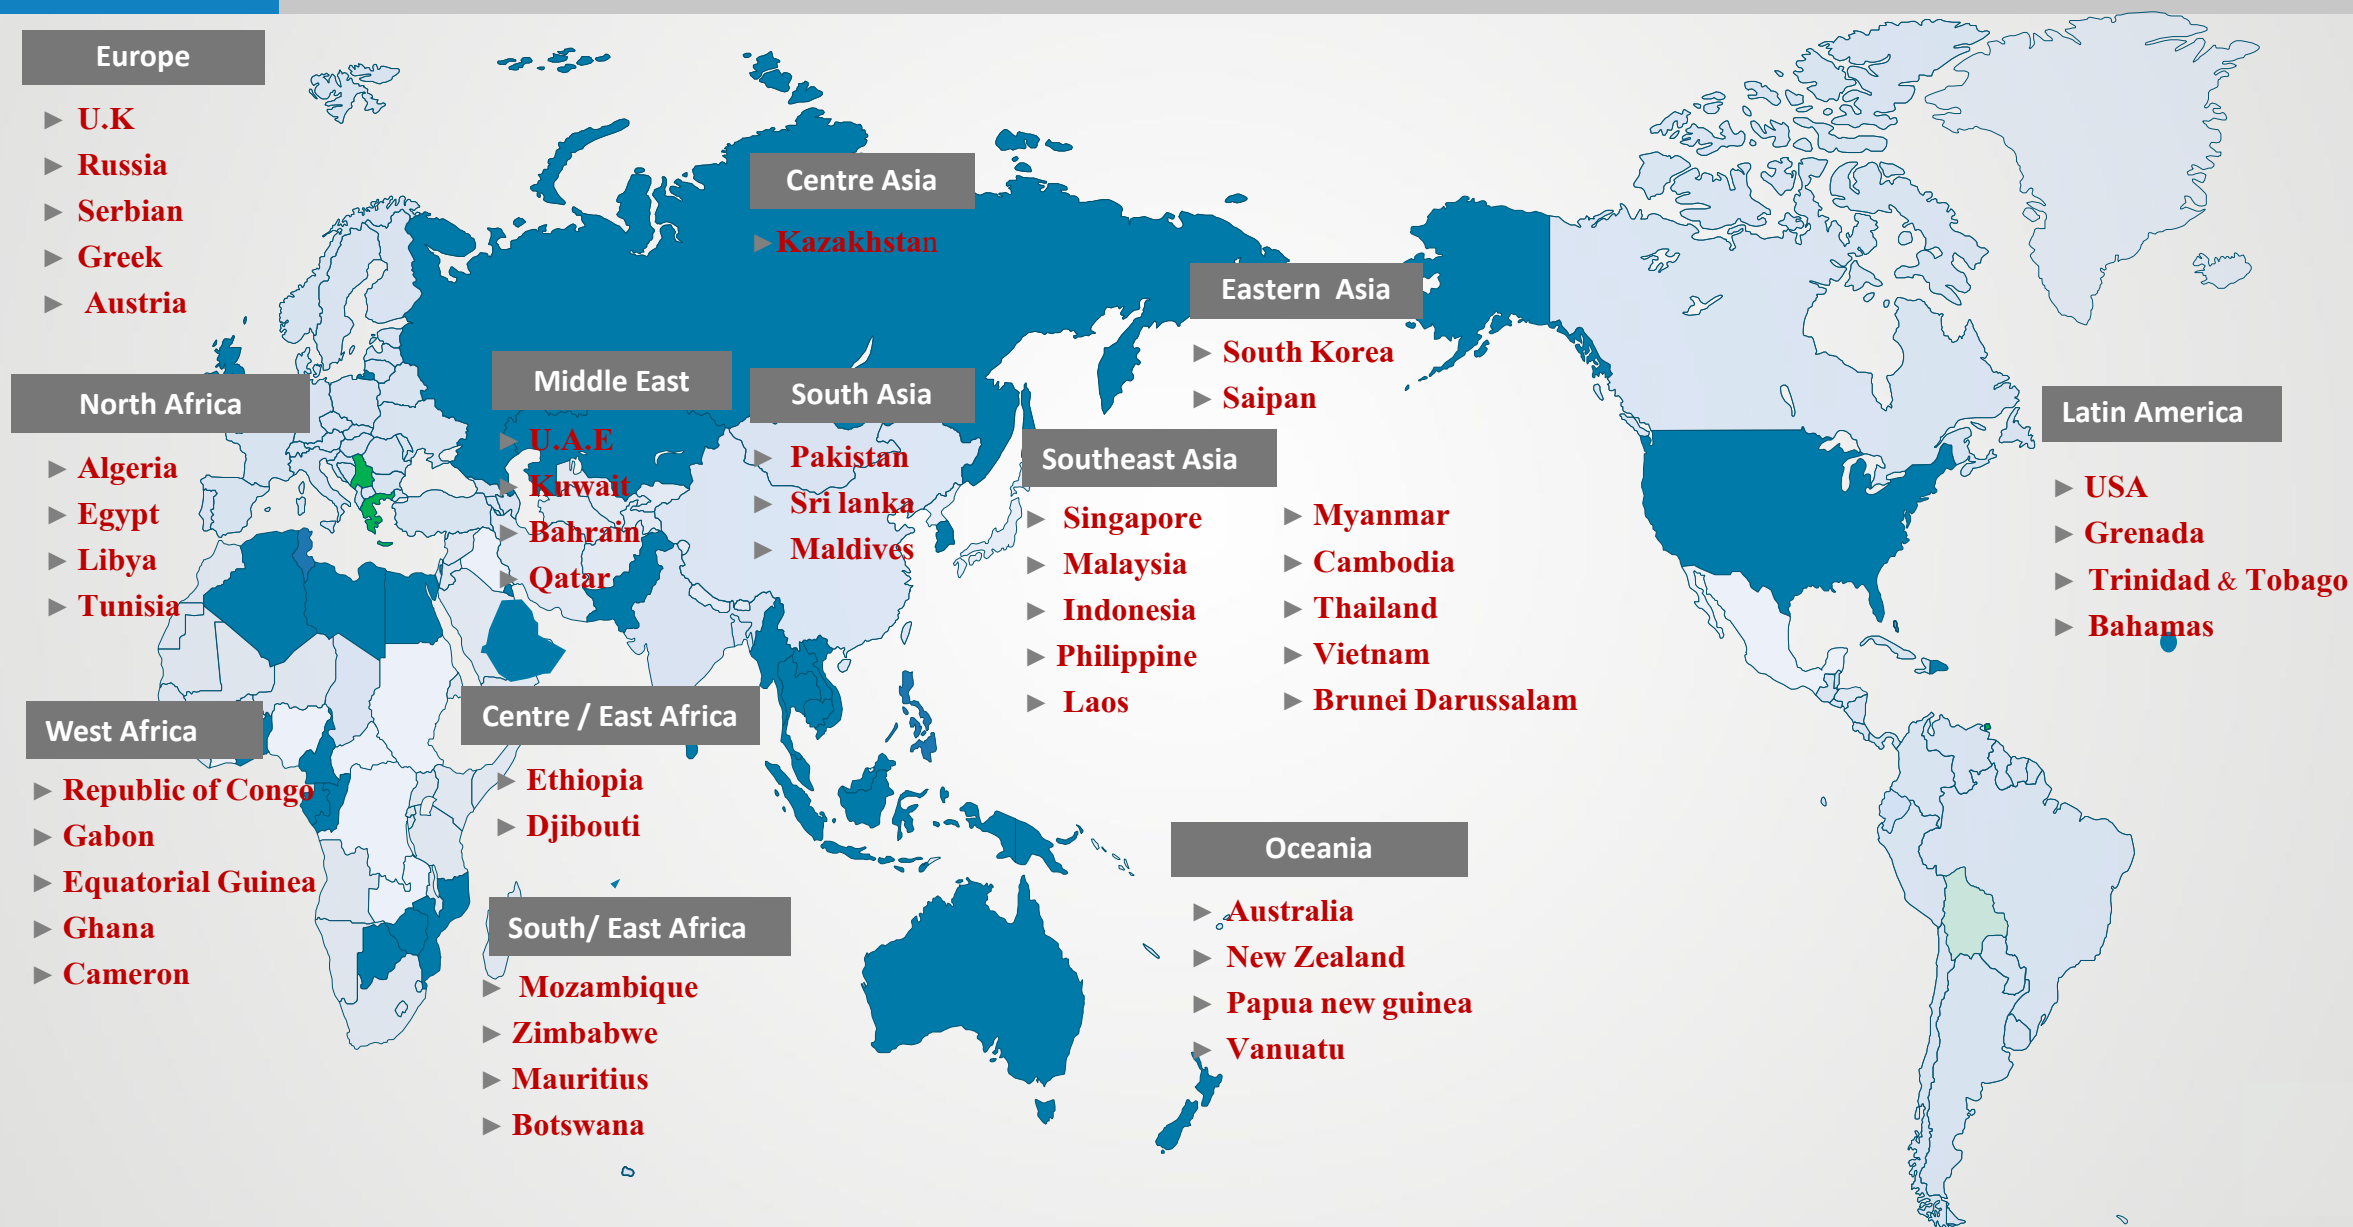 Europe
► U.K
► Russia
► Serbian
► Greek
► Austria
North Africa
► Algeria
► Egypt
► Libya
► Tunisia
West Africa
► Republic of Congo
► Gabon
► Equatorial Guinea
► Ghana
► Cameron
Middle East
► U.A.E
► Kuwait
► Bahrain
► Qatar
Centre / East Africa
► Ethiopia
► Djibouti
South/ East Africa
► Mozambique
► Zimbabwe
► Mauritius
► Botswana
Centre Asia
►Kazakhstan
South Asia
► Pakistan
► Sri lanka
► Maldives
Eastern Asia
► South Korea
► Saipan
Southeast Asia
► Singapore
► Malaysia
► Indonesia
► Philippine
► Laos
► Myanmar
► Cambodia
► Thailand
► Vietnam
► Brunei Darussalam
Oceania
► Australia
► New Zealand
► Papua new guinea
► Vanuatu
Latin America
► USA
► Grenada
► Trinidad & Tobago
► Bahamas